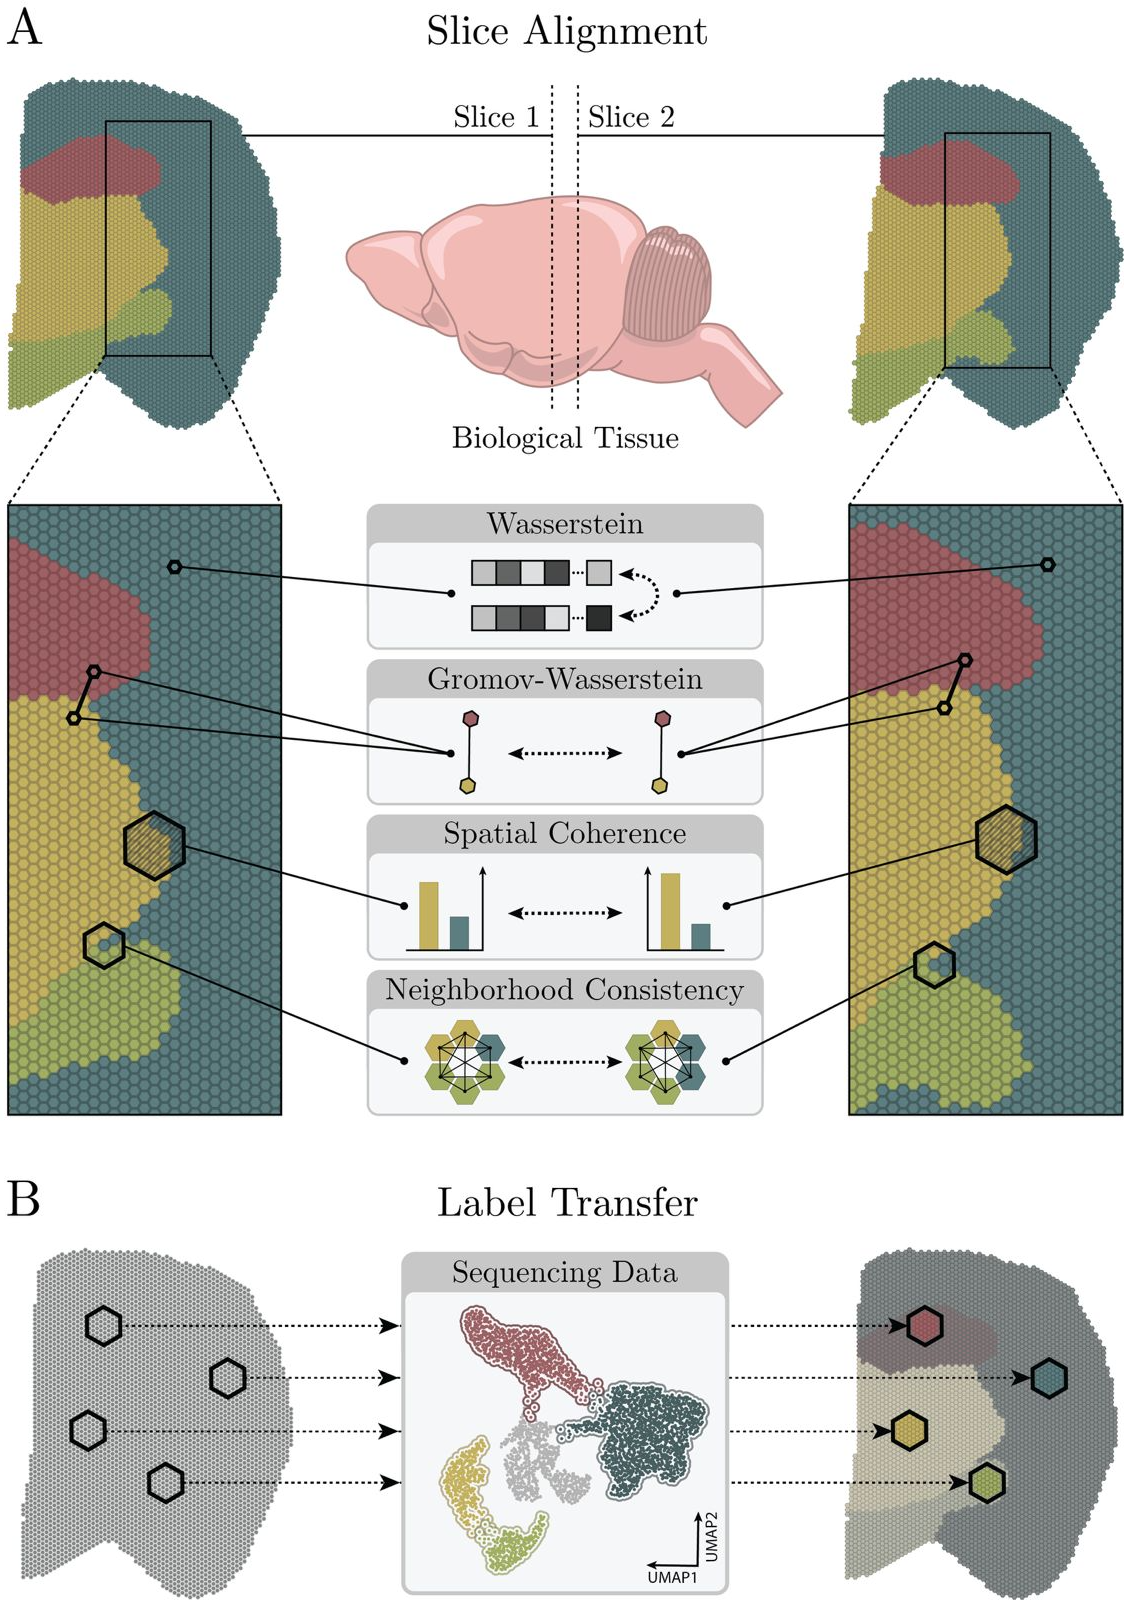 A
Slice Alignment
Slice 1
Slice 2
Biological Tissue
Wasserstein
Gromov-Wasserstein
Spatial Coherence
Neighborhood Consistency
B
Label Transfer
Sequencing Data
UMAP2
UMAP1